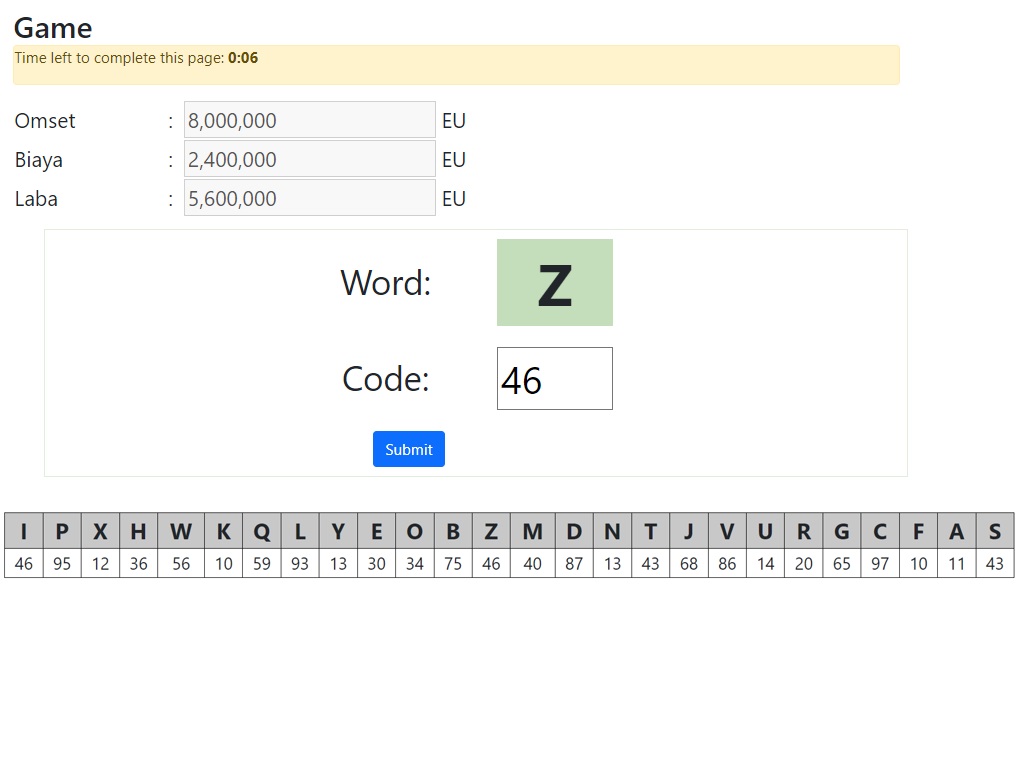 Game
Time left to complete this page: 0:06
Omset : 8,000,000 EU
Biaya : 2,400,000 EU
Laba : 5,600,000 EU
Word: Z
Code: 46
Submit
I P X H W K Q L Y E O B Z M D N T J V U R G C F A S
46 95 12 36 56 10 59 93 13 30 34 75 46 40 87 13 43 68 86 14 20 65 97 10 11 43